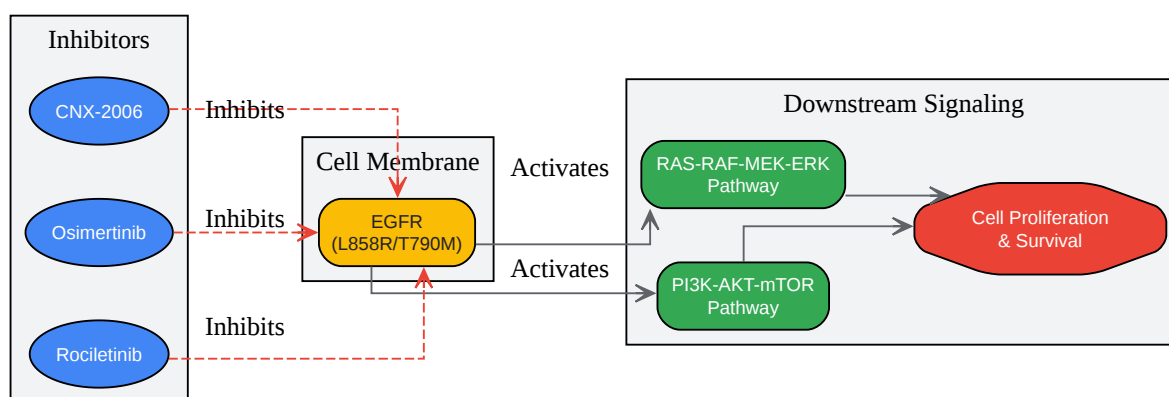 Inhibitors
CNX-2006
Osimertinib
Rociletinib
Inhibits
Inhibits
Inhibits
Cell Membrane
EGFR
(L858R/T790M)
Activates
Activates
Downstream Signaling
RAS-RAF-MEK-ERK
Pathway
PI3K-AKT-mTOR
Pathway
Cell Proliferation
& Survival